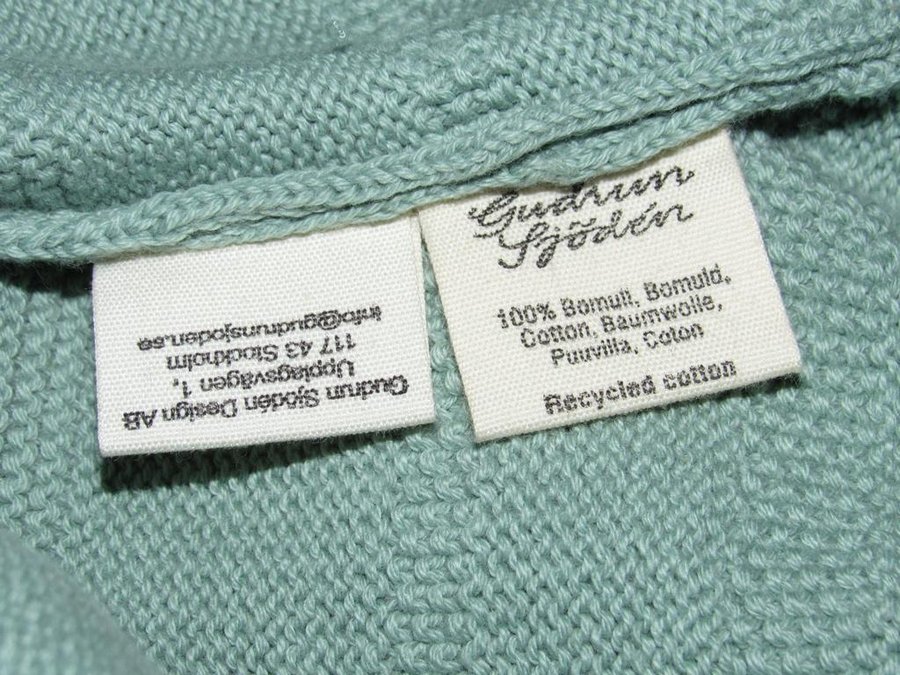 Gudrun Sjödén Design AB
Upplagsvägen 1,
117 43 Stockholm
info@gudrunsjoden.se
Gudrun
Sjödén
100% Bomull, Bomuld,
Cotton, Baumwolle,
Puuvilla, Coton
Recycled cotton